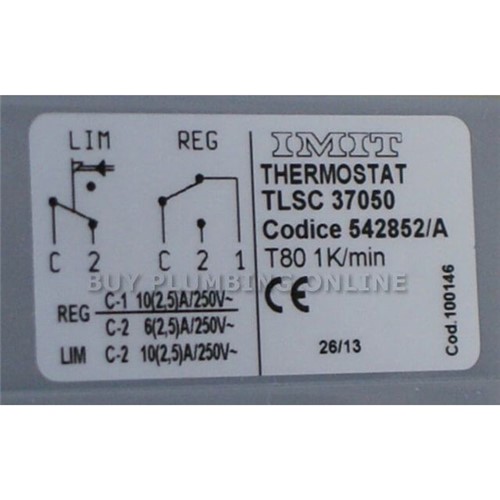 LIM REG
C 2 C 2 1
REG C-1 10(2,5)A/250V~
C-2 6(2,5)A/250V~
LIM C-2 10(2,5)A/250V~
IMIT
THERMOSTAT
TLSC 37050
Codice 542852/A
T80 1K/min
CE
26/13
Cod.100146
BUY PLUMBING ONLINE